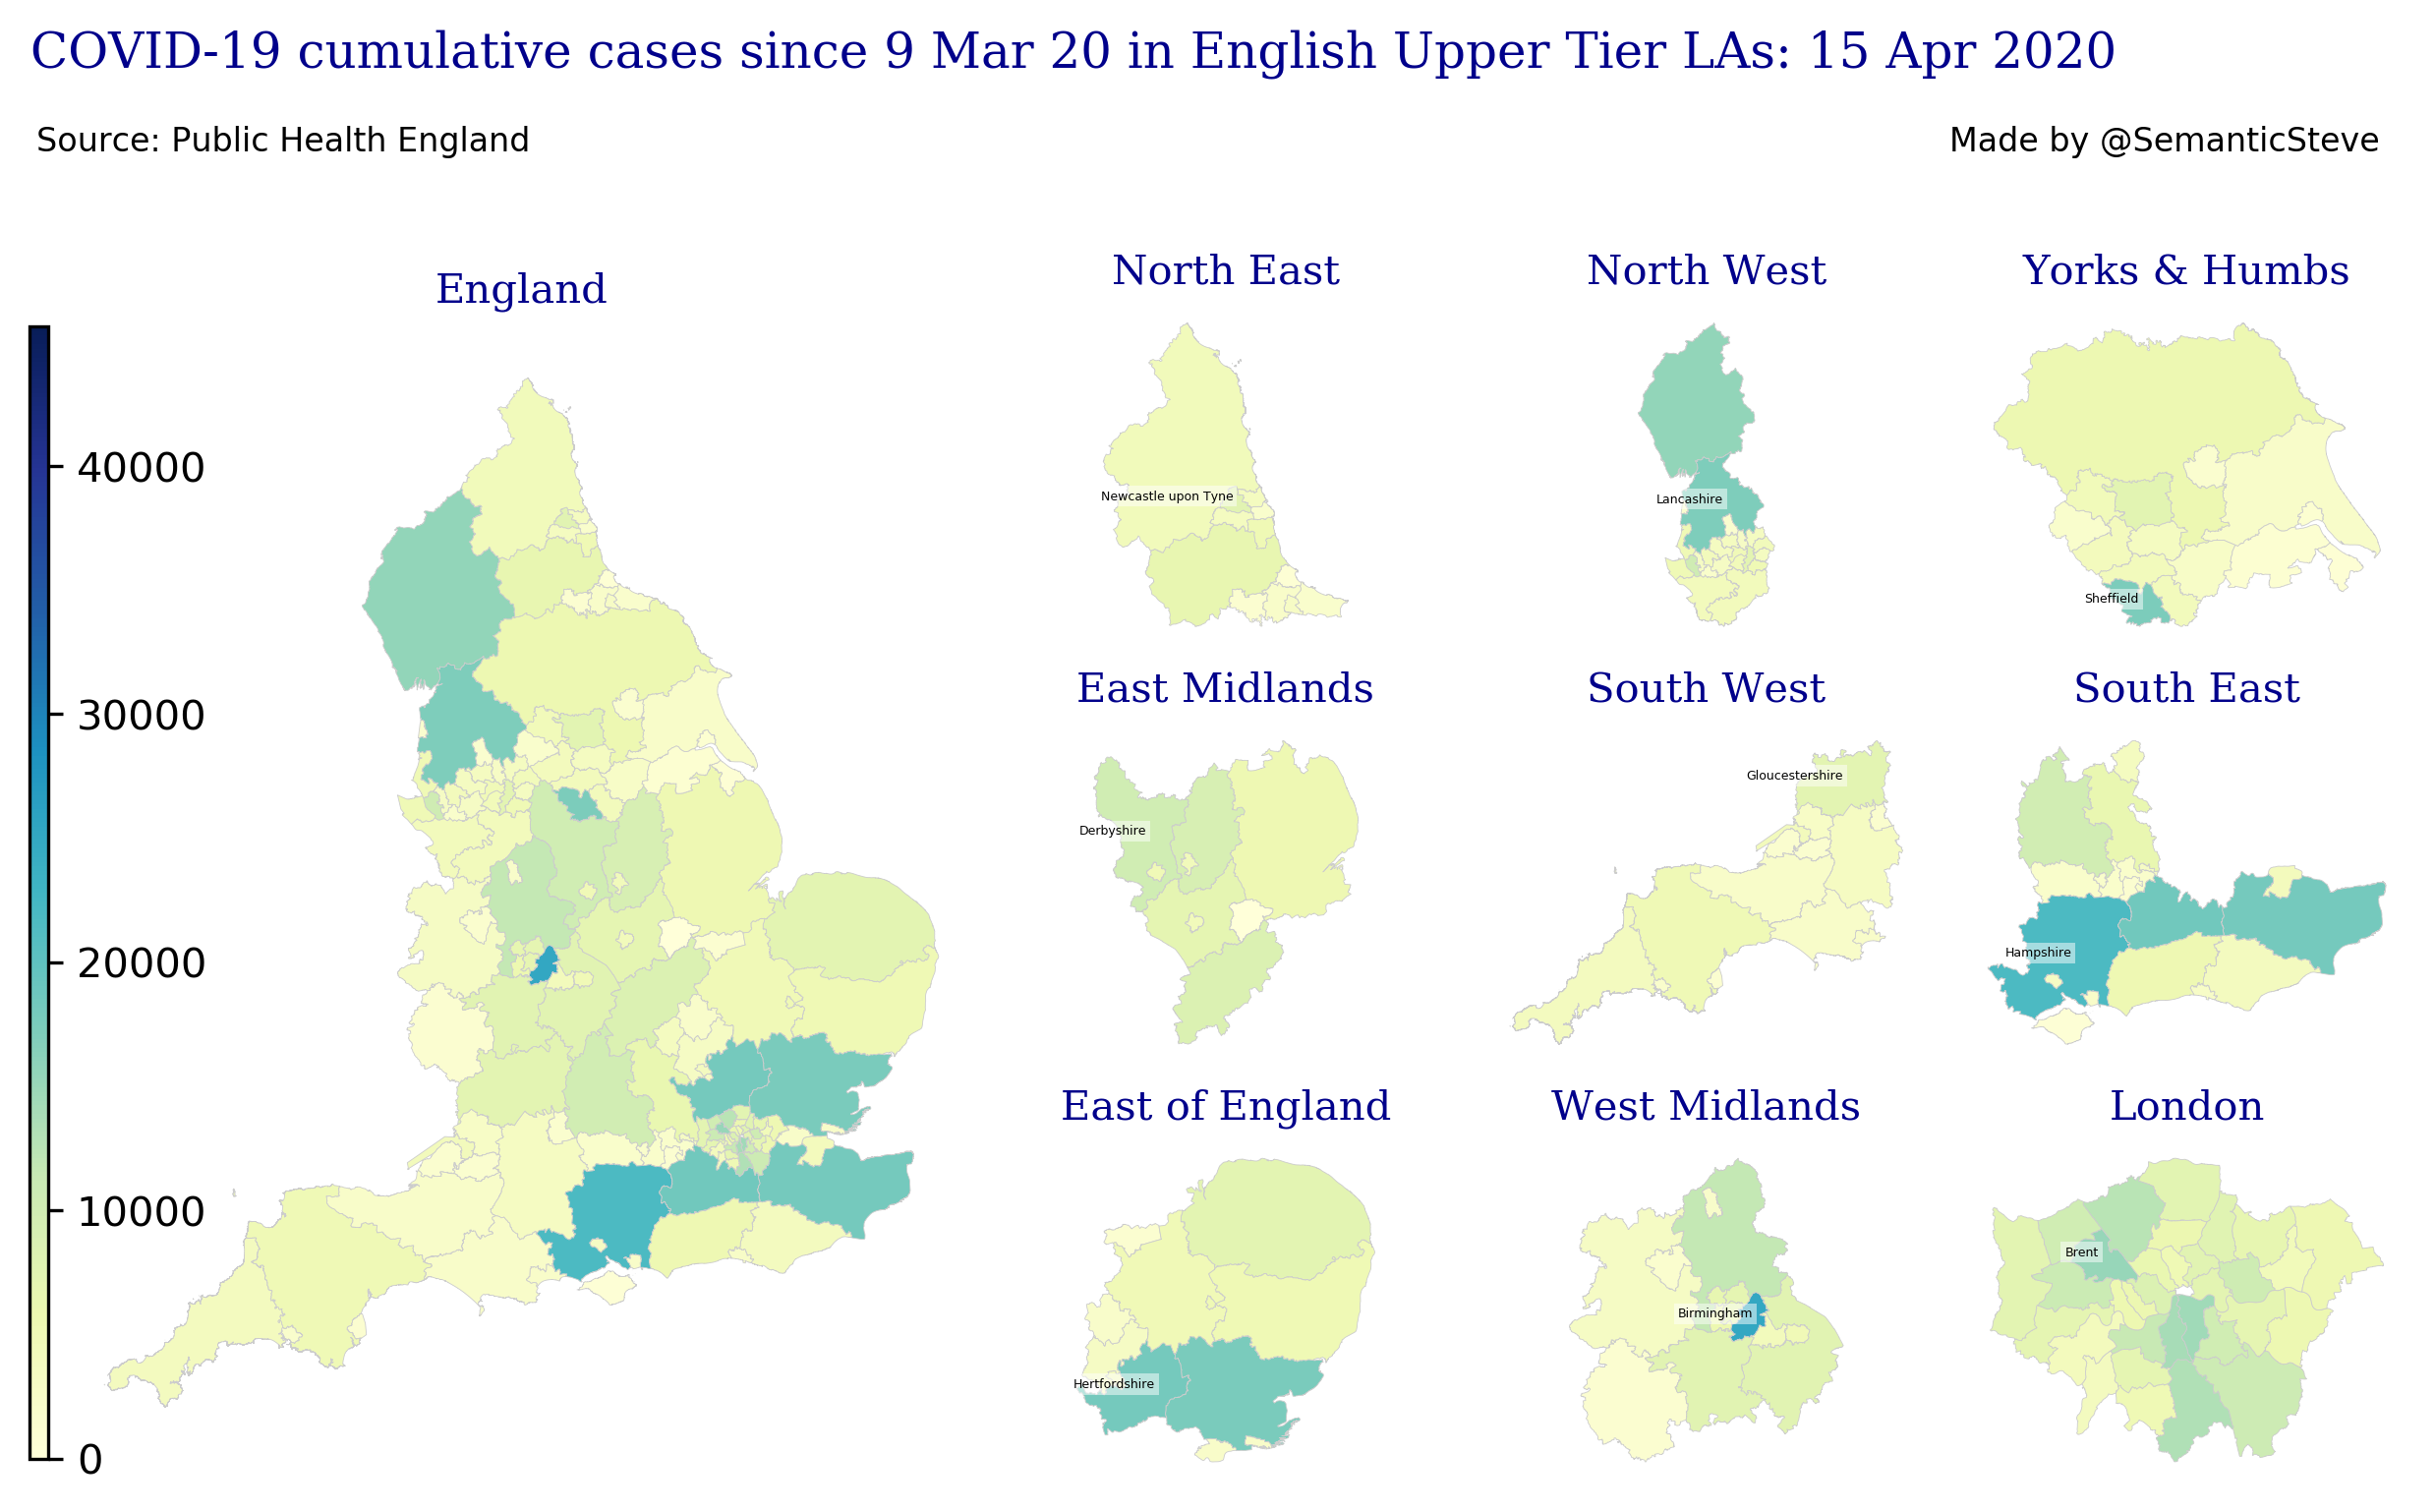 COVID-19 cumulative cases since 9 Mar 20 in English Upper Tier LAs: 15 Apr 2020
Source: Public Health England
Made by @SemanticSteve
England
40000
30000
20000
10000
0
North East
Newcastle upon Tyne
North West
Lancashire
Yorks & Humbs
Sheffield
East Midlands
Derbyshire
South West
Gloucestershire
South East
Hampshire
East of England
Hertfordshire
West Midlands
Birmingham
London
Brent